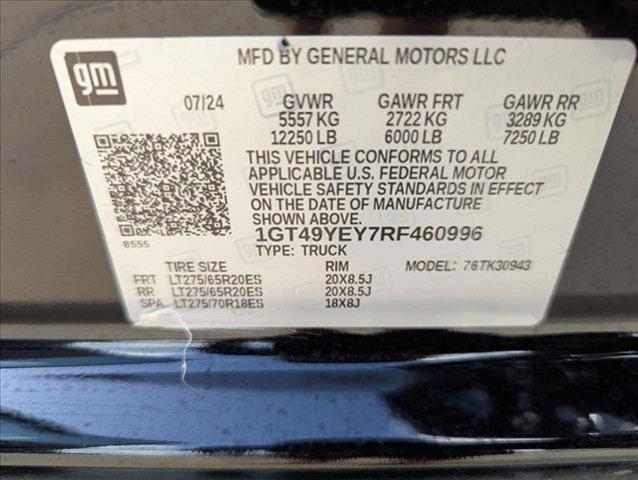 gm
MFD BY GENERAL MOTORS LLC
07/24 GVWR GAWR FRT GAWR RR
5557 KG 2722 KG 3289 KG
12250 LB 6000 LB 7250 LB
THIS VEHICLE CONFORMS TO ALL
APPLICABLE U.S. FEDERAL MOTOR
VEHICLE SAFETY STANDARDS IN EFFECT
ON THE DATE OF MANUFACTURE
SHOWN ABOVE.
8555
1GT49YEY7RF460996
TYPE: TRUCK
TIRE SIZE RIM MODEL: 76TK30943
FRT LT275/65R20ES 20X8.5J
RR LT275/65R20ES 20X8.5J
SPA LT275/70R18ES 18X8J